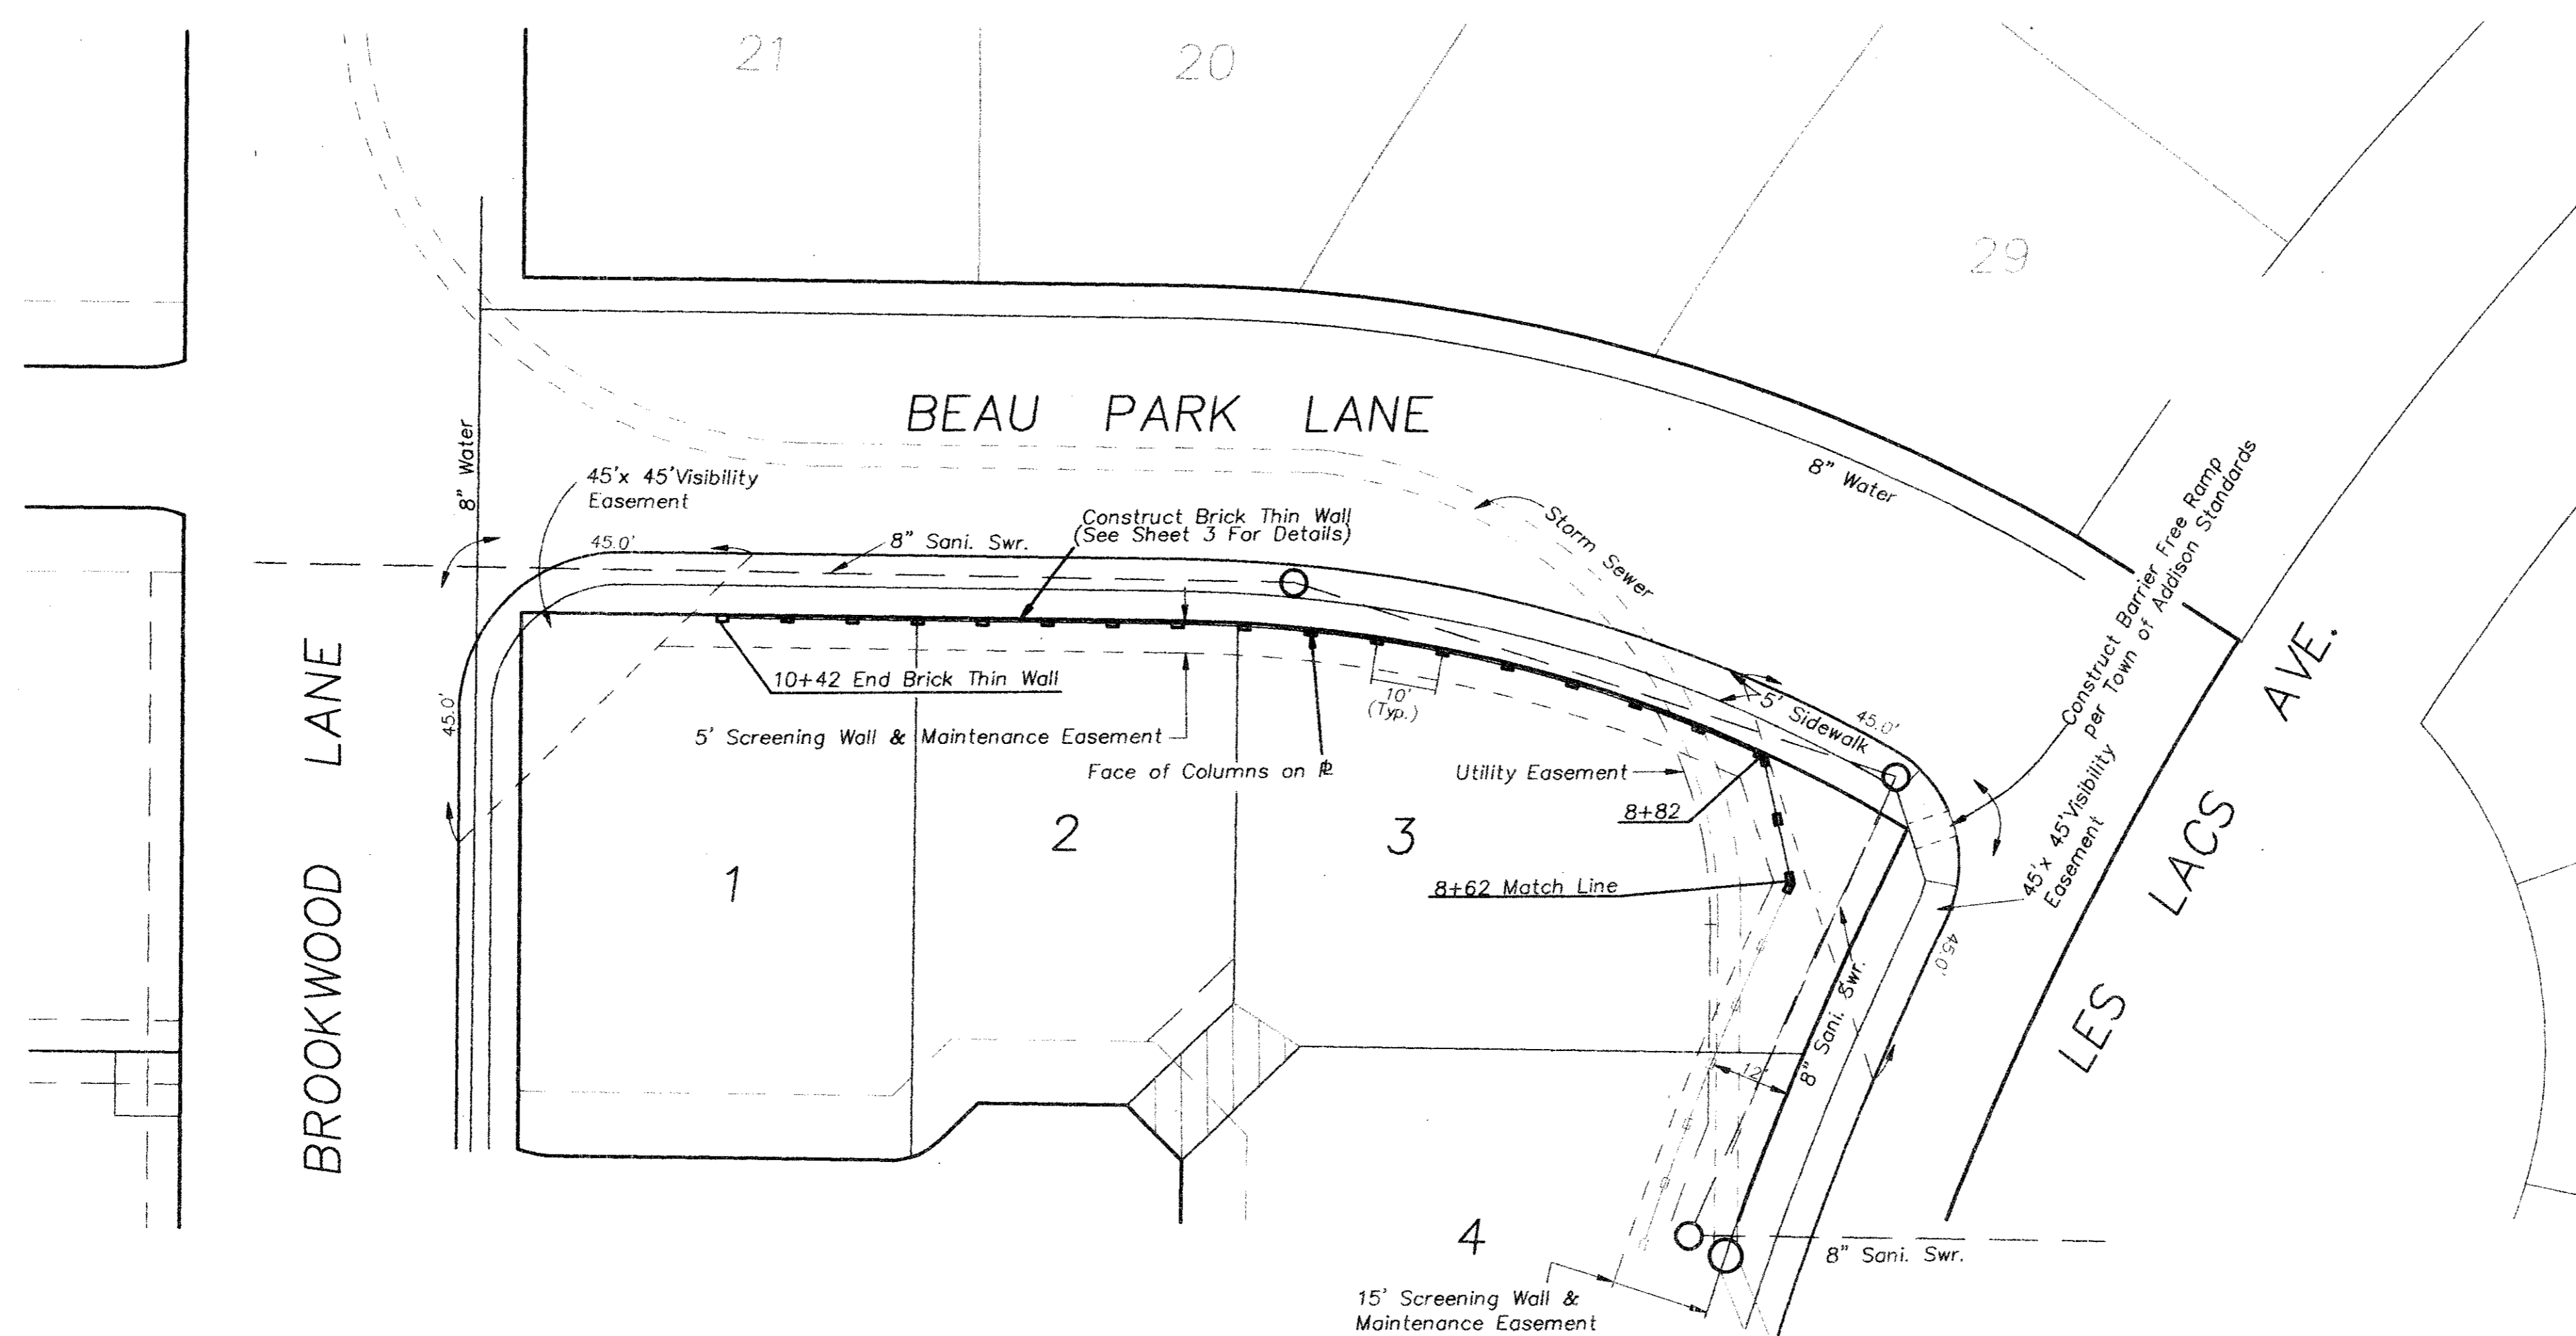 21
20
29
BEAU PARK LANE
8" Water
8" Water
45'x 45'Visibility
Easement
45.0'
8" Sani. Swr.
Construct Brick Thin Wall
(See Sheet 3 For Details)
Storm Sewer
Construct Barrier Free Ramp
per Town of Addison Standards
10+42 End Brick Thin Wall
45.0'
10'
(Typ.)
5' Sidewalk
45.0'
5' Screening Wall & Maintenance Easement
Face of Columns on ⅊
Utility Easement
8+82
8+62 Match Line
45'x 45'Visibility
Easement
45.0'
1
2
3
4
BROOKWOOD LANE
LES LACS AVE.
8" Sani. Swr.
12'
8" Sani. Swr.
15' Screening Wall &
Maintenance Easement